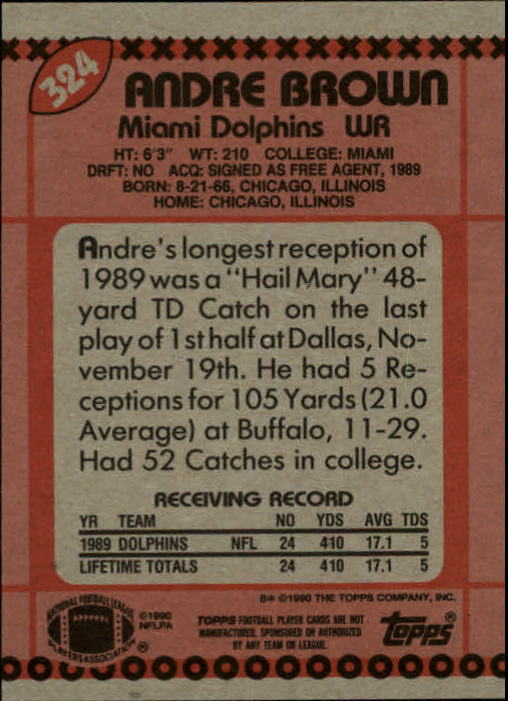 324
ANDRE BROWN
Miami Dolphins WR
HT: 6'3" WT: 210 COLLEGE: MIAMI
DRFT: NO ACQ: SIGNED AS FREE AGENT, 1989
BORN: 8-21-66, CHICAGO, ILLINOIS
HOME: CHICAGO, ILLINOIS
Andre's longest reception of
1989 was a "Hail Mary" 48-
yard TD Catch on the last
play of 1st half at Dallas, No-
vember 19th. He had 5 Re-
ceptions for 105 Yards (21.0
Average) at Buffalo, 11-29.
Had 52 Catches in college.
RECEIVING RECORD
YR TEAM NO YDS AVG TDS
1989 DOLPHINS NFL 24 410 17.1 5
LIFETIME TOTALS 24 410 17.1 5
B* ©1990 THE TOPPS COMPANY, INC.
NATIONAL FOOTBALL LEAGUE
PLAYERS ASSOCIATION ®
©1990
NFLPA
TOPPS FOOTBALL PLAYER CARDS ARE NOT
MANUFACTURED, SPONSORED OR AUTHORIZED
BY ANY TEAM OR LEAGUE.
topps®